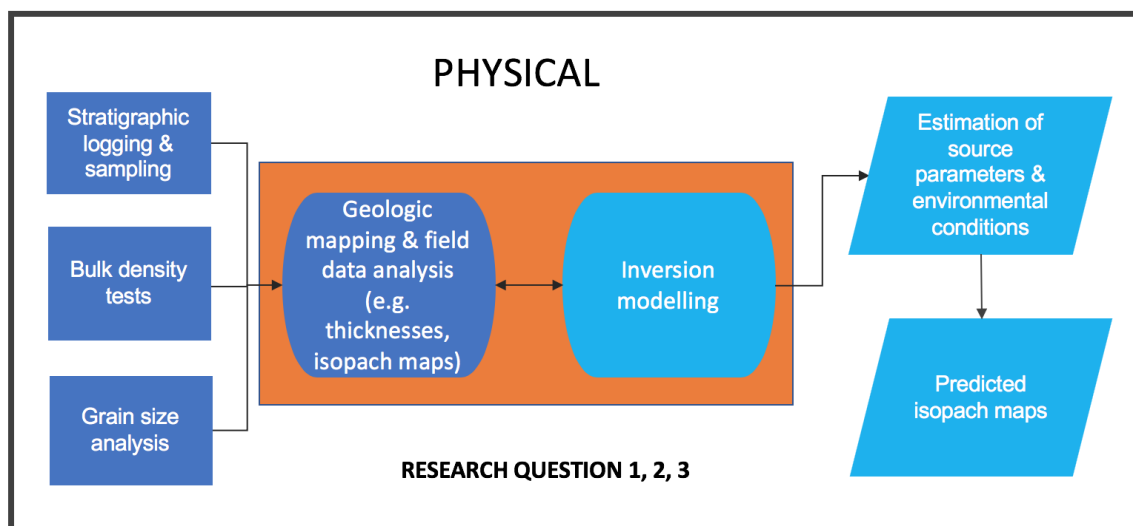 PHYSICAL
Stratigraphic
logging &
sampling
Bulk density
tests
Grain size
analysis
Geologic
mapping & field
data analysis
(e.g.
thicknesses,
isopach maps)
Inversion
modelling
Estimation of
source
parameters &
environmental
conditions
Predicted
isopach maps
RESEARCH QUESTION 1, 2, 3